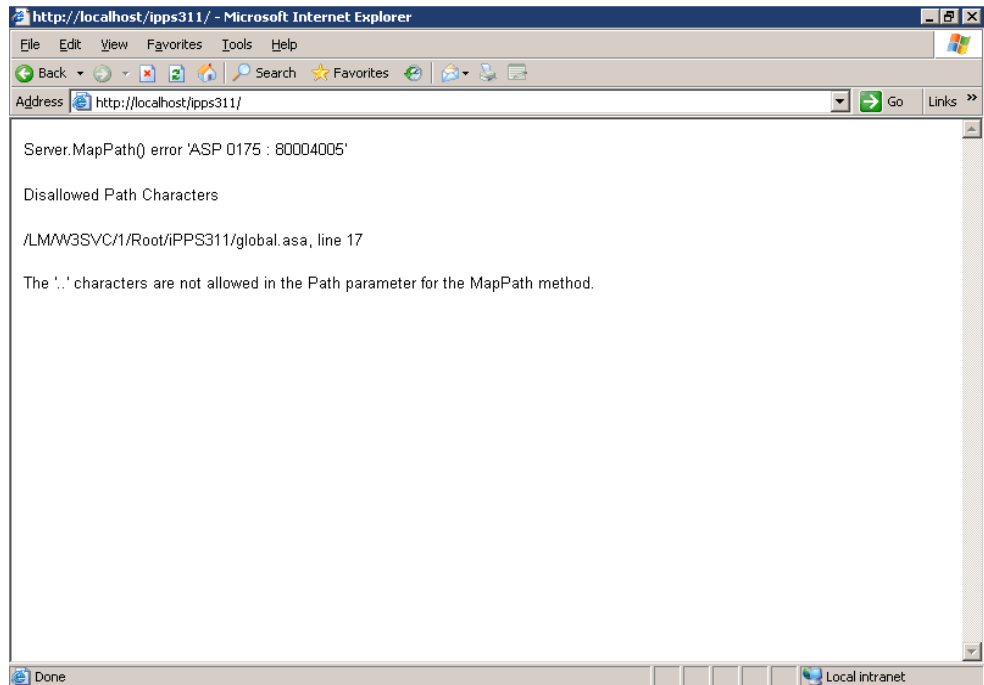 http://localhost/ipps311/ - Microsoft Internet Explorer
File Edit View Favorites Tools Help
Back Search Favorites
Address http://localhost/ipps311/ Go Links »
Server.MapPath() error 'ASP 0175 : 80004005'
Disallowed Path Characters
/LM/W3SVC/1/Root/iPPS311/global.asa, line 17
The '..' characters are not allowed in the Path parameter for the MapPath method.
Done Local intranet